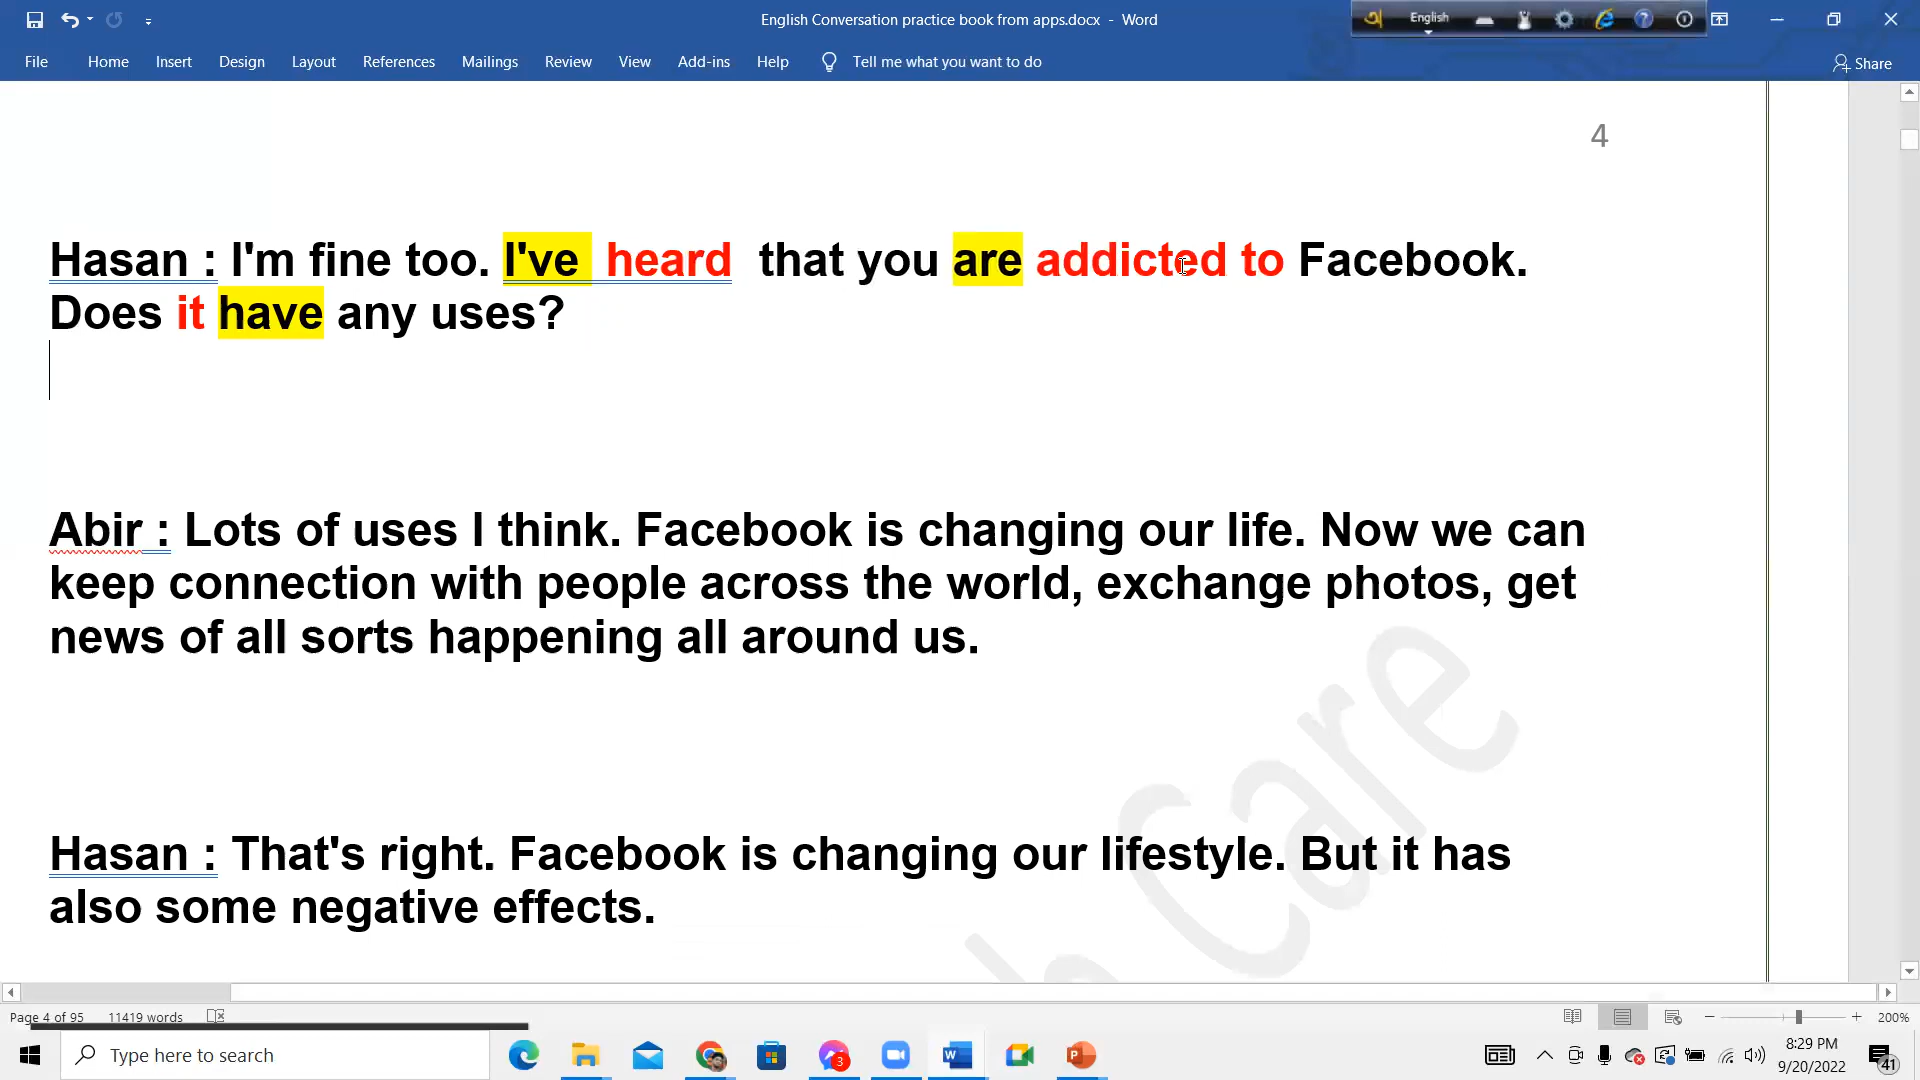 English Conversation practice book from apps.docx - Word
English
File Home Insert Design Layout References Mailings Review View Add-ins Help Tell me what you want to do Share
4
Hasan : I'm fine too. I've heard that you are addicted to Facebook.
Does it have any uses?
Abir : Lots of uses I think. Facebook is changing our life. Now we can
keep connection with people across the world, exchange photos, get
news of all sorts happening all around us.
Hasan : That's right. Facebook is changing our lifestyle. But it has
also some negative effects.
Care
Page 4 of 95 11419 words 200%
Type here to search
3
8:29 PM
9/20/2022
41